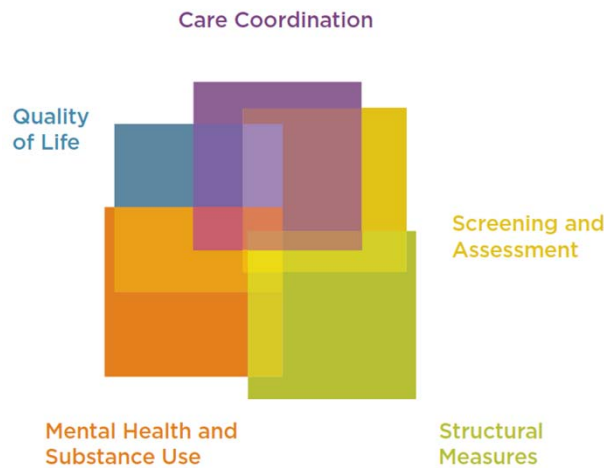 Care Coordination
Quality
of Life
Screening and
Assessment
Mental Health and
Substance Use
Structural
Measures